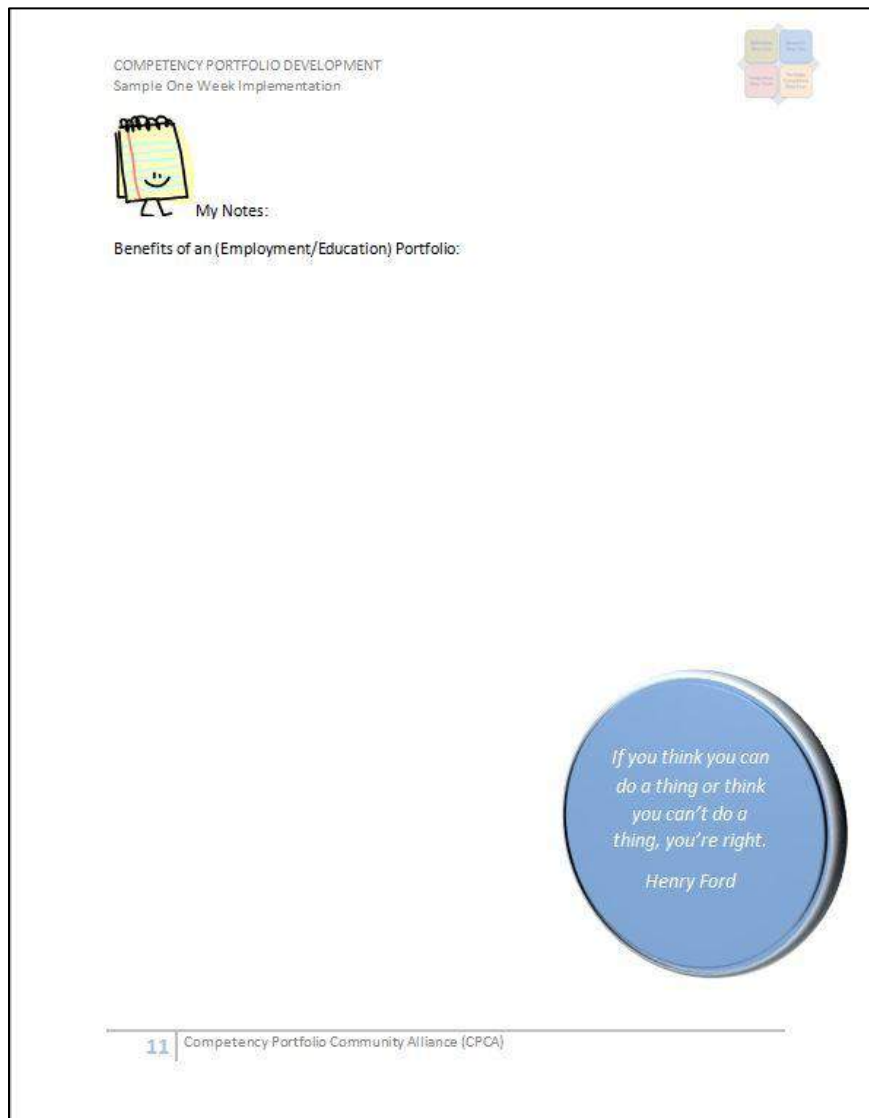 COMPETENCY PORTFOLIO DEVELOPMENT
Sample One Week Implementation
My Notes:
Benefits of an (Employment/Education) Portfolio:
If you think you can
do a thing or think
you can't do a
thing, you're right.
Henry Ford
11 Competency Portfolio Community Alliance (CPCA)